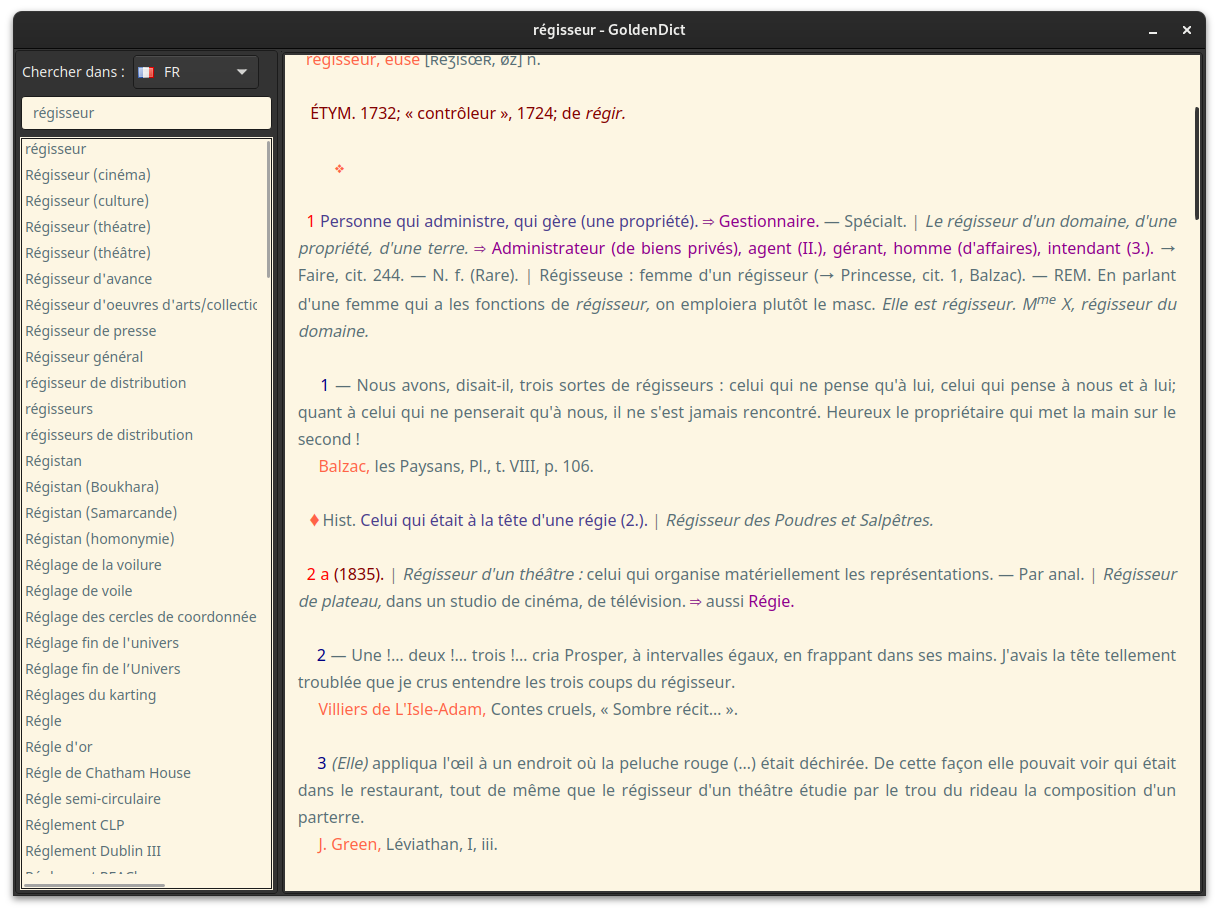 régisseur - GoldenDict
Chercher dans :
FR
régisseur
régisseur
Régisseur (cinéma)
Régisseur (culture)
Régisseur (théatre)
Régisseur (théâtre)
Régisseur d'avance
Régisseur d'oeuvres d'arts/collectic
Régisseur de presse
Régisseur général
régisseur de distribution
régisseurs
régisseurs de distribution
Régistan
Régistan (Boukhara)
Régistan (Samarcande)
Régistan (homonymie)
Réglage de la voilure
Réglage de voile
Réglage des cercles de coordonnée
Réglage fin de l'univers
Réglage fin de l’Univers
Réglages du karting
Régle
Régle d'or
Régle de Chatham House
Régle semi-circulaire
Réglement CLP
Réglement Dublin III
régisseur, euse [ʀeʒisœʀ, øz] n.
ÉTYM. 1732; « contrôleur », 1724; de régir.
❖
1 Personne qui administre, qui gère (une propriété). ⇒ Gestionnaire. — Spécialt. | Le régisseur d'un domaine, d'une
propriété, d'une terre. ⇒ Administrateur (de biens privés), agent (II.), gérant, homme (d'affaires), intendant (3.). →
Faire, cit. 244. — N. f. (Rare). | Régisseuse : femme d'un régisseur (→ Princesse, cit. 1, Balzac). — REM. En parlant
d'une femme qui a les fonctions de régisseur, on emploiera plutôt le masc. Elle est régisseur. Mme X, régisseur du
domaine.
1 — Nous avons, disait-il, trois sortes de régisseurs : celui qui ne pense qu'à lui, celui qui pense à nous et à lui;
quant à celui qui ne penserait qu'à nous, il ne s'est jamais rencontré. Heureux le propriétaire qui met la main sur le
second !
Balzac, les Paysans, Pl., t. VIII, p. 106.
♦ Hist. Celui qui était à la tête d'une régie (2.). | Régisseur des Poudres et Salpêtres.
2 a (1835). | Régisseur d'un théâtre : celui qui organise matériellement les représentations. — Par anal. | Régisseur
de plateau, dans un studio de cinéma, de télévision. ⇒ aussi Régie.
2 — Une !… deux !… trois !… cria Prosper, à intervalles égaux, en frappant dans ses mains. J'avais la tête tellement
troublée que je crus entendre les trois coups du régisseur.
Villiers de L'Isle-Adam, Contes cruels, « Sombre récit… ».
3 (Elle) appliqua l'œil à un endroit où la peluche rouge (…) était déchirée. De cette façon elle pouvait voir qui était
dans le restaurant, tout de même que le régisseur d'un théâtre étudie par le trou du rideau la composition d'un
parterre.
J. Green, Léviathan, I, iii.